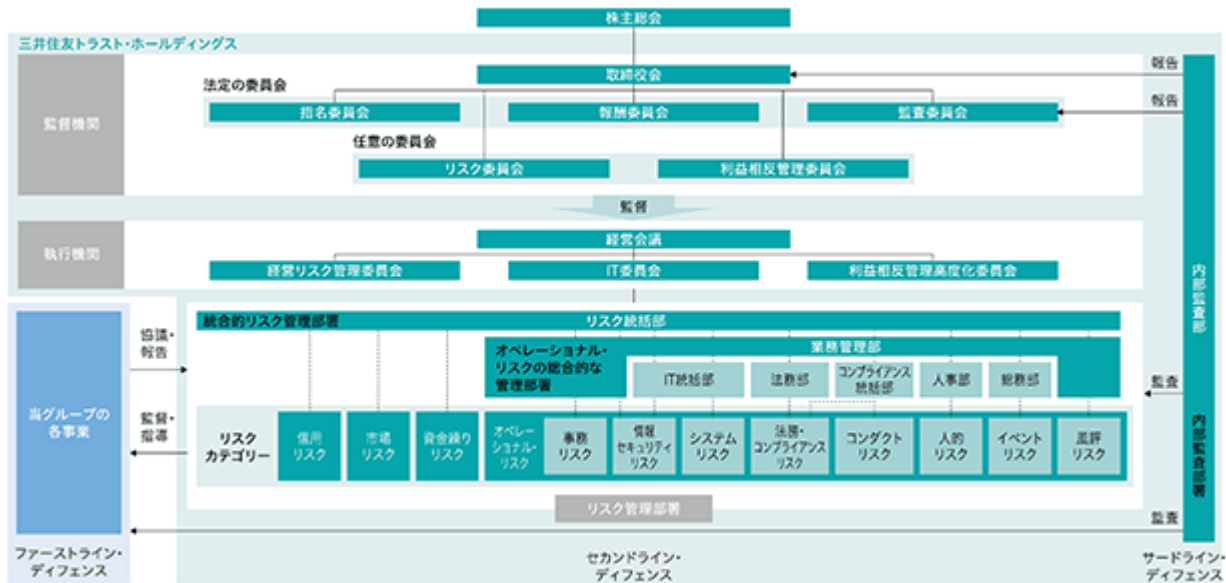 株主総会
三井住友トラスト・ホールディングス
取締役会
報告
法定の委員会
指名委員会
報酬委員会
監査委員会
報告
監督機関
任意の委員会
リスク委員会
利益相反管理委員会
監督
執行機関
経営会議
経営リスク管理委員会
IT委員会
利益相反管理高度化委員会
内部監査部
内部監査部署
統合的リスク管理部署
リスク統括部
協議・
報告
オペレーショナル・
リスクの総合的な
管理部署
業務管理部
IT統括部
法務部
コンプライアンス
統括部
人事部
総務部
監査
当グループの
各事業
監督・
指導
リスク
カテゴリー
信用
リスク
市場
リスク
資金繰り
リスク
オペレー
ショナル・
リスク
事務
リスク
情報
セキュリティ
リスク
システム
リスク
法務・
コンプライアンス
リスク
コンダクト
リスク
人的
リスク
イベント
リスク
風評
リスク
リスク管理部署
監査
ファーストライン・
ディフェンス
セカンドライン・
ディフェンス
サードライン・
ディフェンス